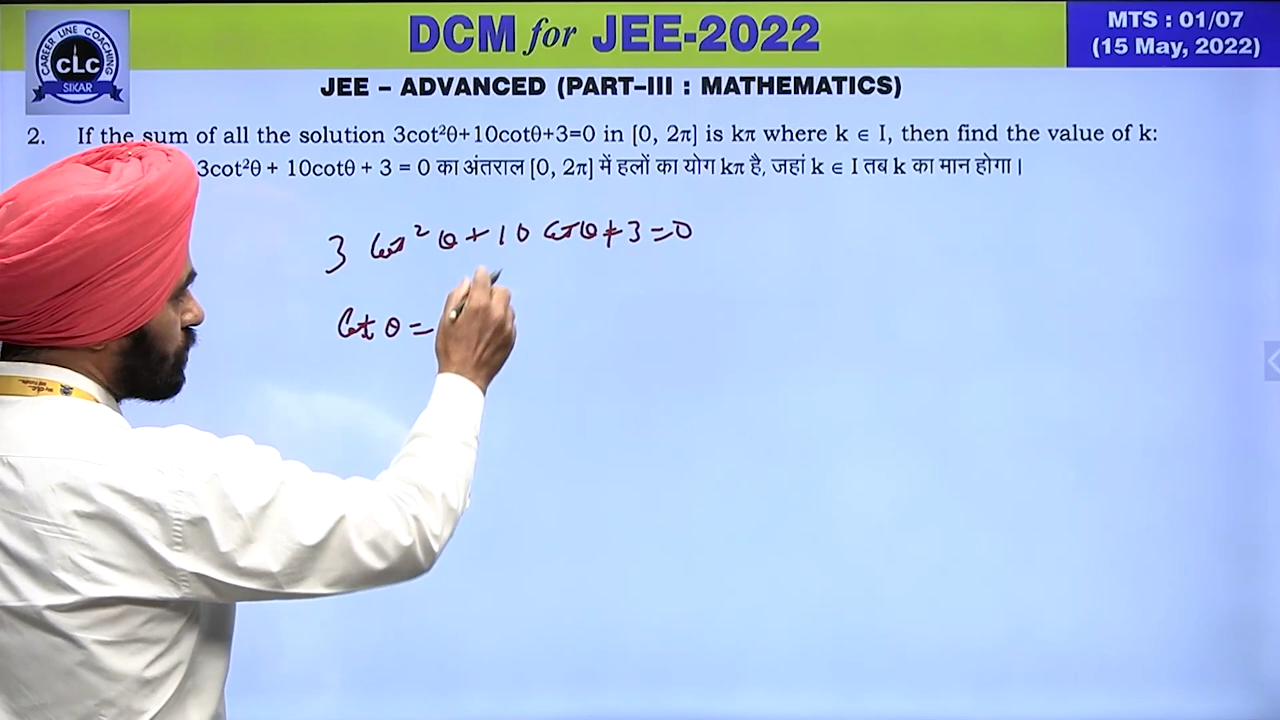 CAREER LINE COACHING
CLC
SIKAR
DCM for JEE-2022
MTS : 01/07
(15 May, 2022)
JEE – ADVANCED (PART–III : MATHEMATICS)
2. If the sum of all the solution 3cot²θ+10cotθ+3=0 in [0, 2π] is kπ where k ∈ I, then find the value of k:
3cot²θ + 10cotθ + 3 = 0 का अंतराल [0, 2π] में हलों का योग kπ है, जहां k ∈ I तब k का मान होगा।
3 cot² θ + 10 cot θ + 3 = 0
cot θ =